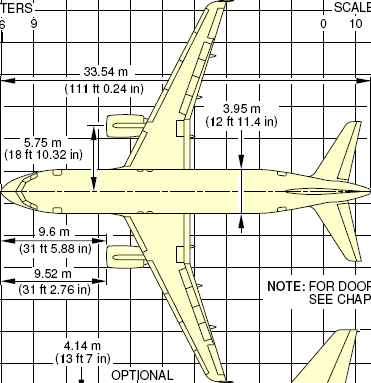 TERS
SCALE
6 9
0 10
33.54 m
(111 ft 0.24 in)
3.95 m
(12 ft 11.4 in)
5.75 m
(18 ft 10.32 in)
9.6 m
(31 ft 5.88 in)
9.52 m
(31 ft 2.76 in)
NOTE: FOR DOOR
SEE CHAP
4.14 m
(13 ft 7 in)
OPTIONAL